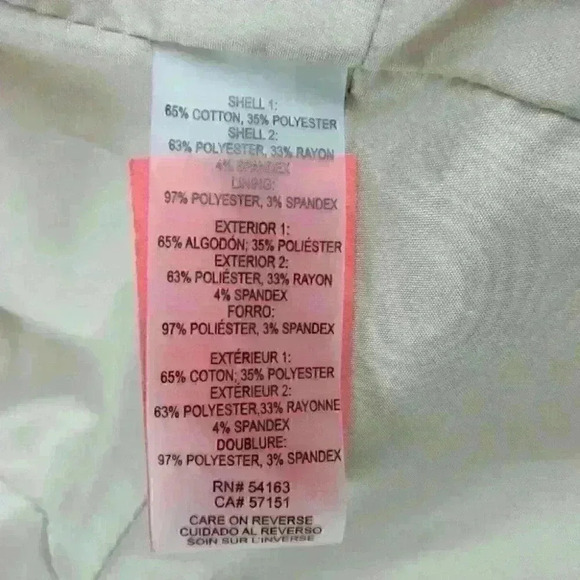 SHELL 1:
65% COTTON, 35% POLYESTER
SHELL 2:
63% POLYESTER, 33% RAYON
4% SPANDEX
LINING:
97% POLYESTER, 3% SPANDEX
EXTERIOR 1:
65% ALGODÓN; 35% POLIÉSTER
EXTERIOR 2:
63% POLIÉSTER, 33% RAYON
4% SPANDEX
FORRO:
97% POLIÉSTER, 3% SPANDEX
EXTÉRIEUR 1:
65% COTON; 35% POLYESTER
EXTÉRIEUR 2:
63% POLYESTER,33% RAYONNE
4% SPANDEX
DOUBLURE:
97% POLYESTER, 3% SPANDEX
RN# 54163
CA# 57151
CARE ON REVERSE
CUIDADO AL REVERSO
SOIN SUR L'INVERSE